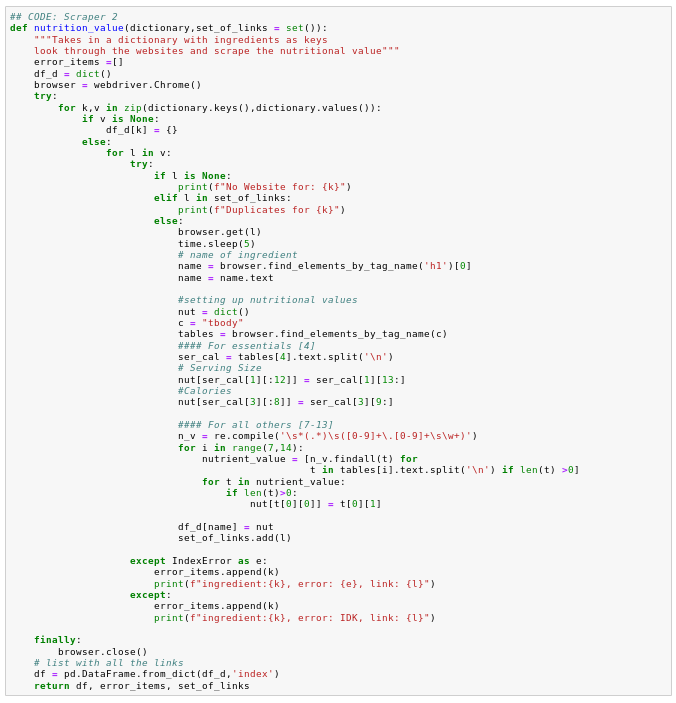 ## CODE: Scraper 2
def nutrition_value(dictionary,set_of_links = set()):
    """Takes in a dictionary with ingredients as keys
    look through the websites and scrape the nutritional value"""
    error_items =[]
    df_d = dict()
    browser = webdriver.Chrome()
    try:
        for k,v in zip(dictionary.keys(),dictionary.values()):
            if v is None:
                df_d[k] = {}
            else:
                for l in v:
                    try:
                        if l is None:
                            print(f"No Website for: {k}")
                        elif l in set_of_links:
                            print(f"Duplicates for {k}")
                        else:
                            browser.get(l)
                            time.sleep(5)
                            # name of ingredient
                            name = browser.find_elements_by_tag_name('h1')[0]
                            name = name.text

                            #setting up nutritional values
                            nut = dict()
                            c = "tbody"
                            tables = browser.find_elements_by_tag_name(c)
                            #### For essentials [4]
                            ser_cal = tables[4].text.split('\n')
                            # Serving Size
                            nut[ser_cal[1][:12]] = ser_cal[1][13:]
                            #Calories
                            nut[ser_cal[3][:8]] = ser_cal[3][9:]

                            #### For all others [7-13]
                            n_v = re.compile('\s*(.*)\s([0-9]+\.[0-9]+\s\w+)')
                            for i in range(7,14):
                                nutrient_value = [n_v.findall(t) for
                                                  t in tables[i].text.split('\n') if len(t) >0]
                                for t in nutrient_value:
                                    if len(t)>0:
                                        nut[t[0][0]] = t[0][1]

                            df_d[name] = nut
                            set_of_links.add(l)

                    except IndexError as e:
                        error_items.append(k)
                        print(f"ingredient:{k}, error: {e}, link: {l}")
                    except:
                        error_items.append(k)
                        print(f"ingredient:{k}, error: IDK, link: {l}")

    finally:
        browser.close()
    # list with all the links
    df = pd.DataFrame.from_dict(df_d,'index')
    return df, error_items, set_of_links